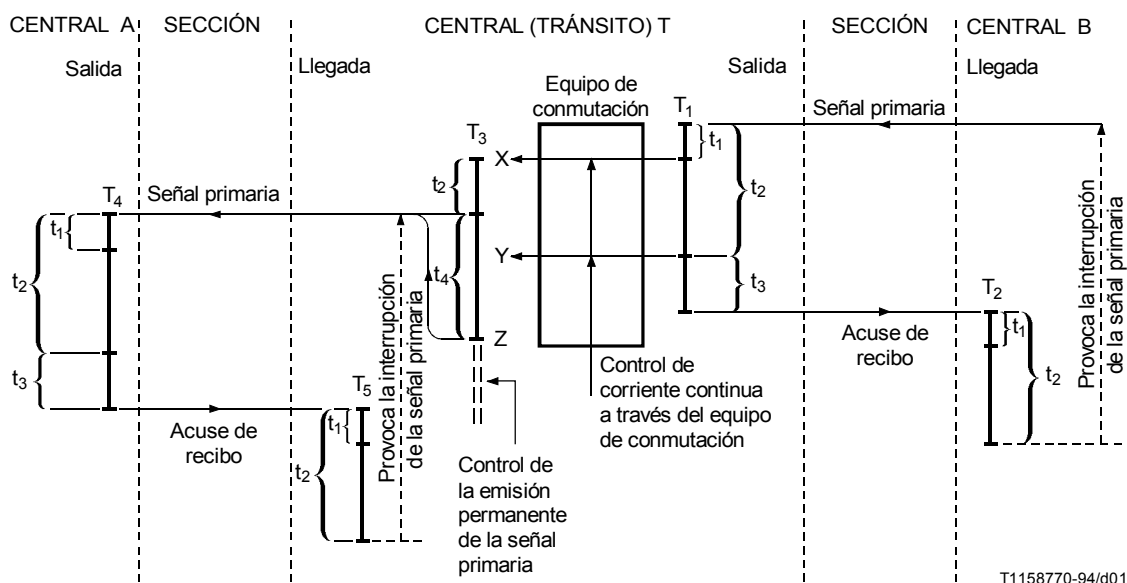 CENTRAL A
SECCIÓN
CENTRAL (TRÁNSITO) T
SECCIÓN
CENTRAL B
Salida
Llegada
Salida
Llegada
Equipo de
conmutación
Señal primaria
T1
t1
T3
X
t2
t2
T4
Señal primaria
t1
Y
t4
t3
t2
Z
T2
t1
t2
Acuse de
recibo
Provoca la interrupción
de la señal primaria
Provoca la interrupción
de la señal primaria
Control de
corriente continua
a través del equipo
de conmutación
t3
T5
t1
t2
Acuse de
recibo
Control de
la emisión
permanente
de la señal
primaria
T1158770-94/d01